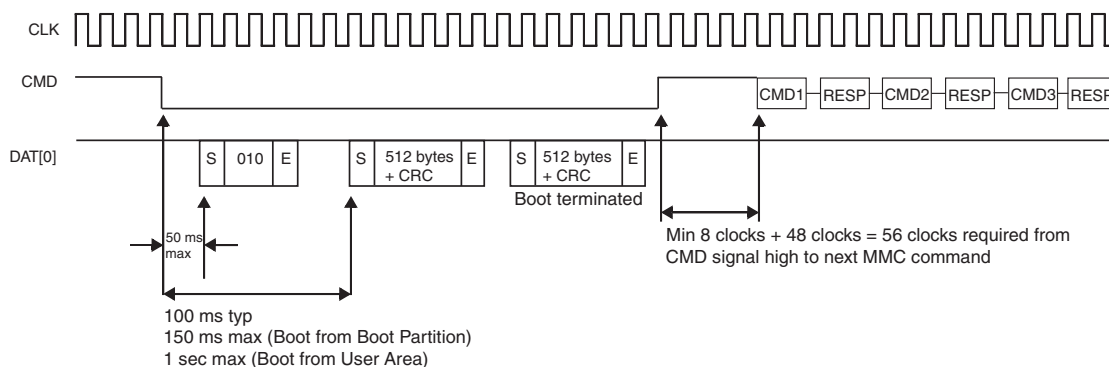 CLK
CMD
CMD1 RESP CMD2 RESP CMD3 RESP
DAT[0]
S 010 E S 512 bytes + CRC E S 512 bytes + CRC E
Boot terminated
50 ms
max
Min 8 clocks + 48 clocks = 56 clocks required from
CMD signal high to next MMC command
100 ms typ
150 ms max (Boot from Boot Partition)
1 sec max (Boot from User Area)